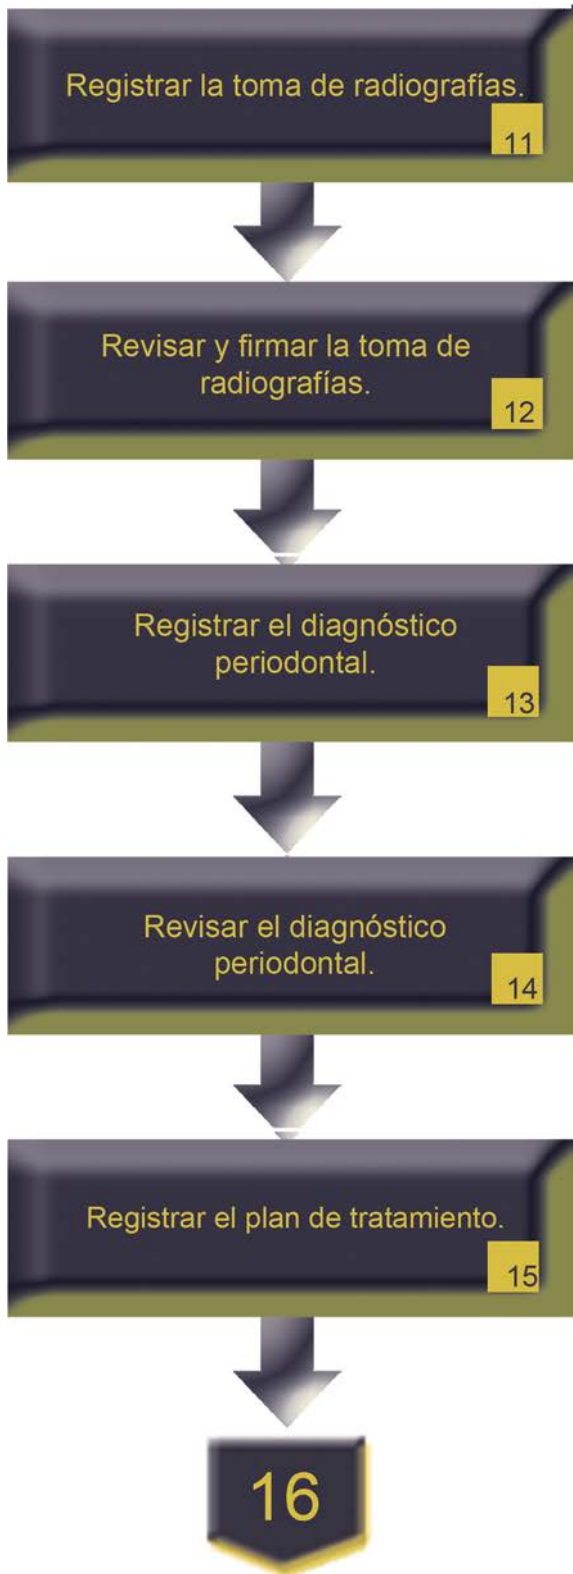 Registrar la toma de radiografías.
11
Revisar y firmar la toma de
radiografías.
12
Registrar el diagnóstico
periodontal.
13
Revisar el diagnóstico
periodontal.
14
Registrar el plan de tratamiento.
15
16